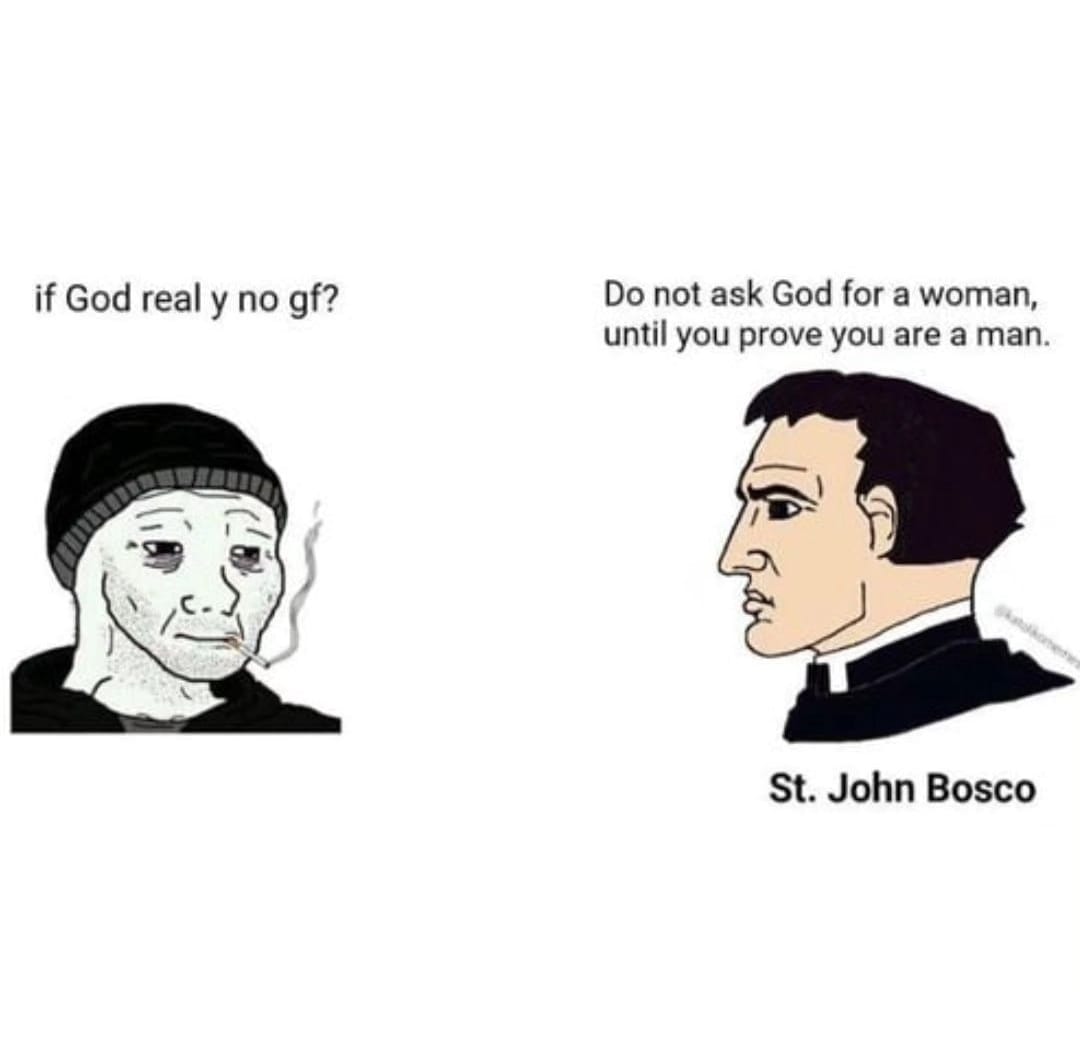 if God real y no gf?
Do not ask God for a woman,
until you prove you are a man.
St. John Bosco